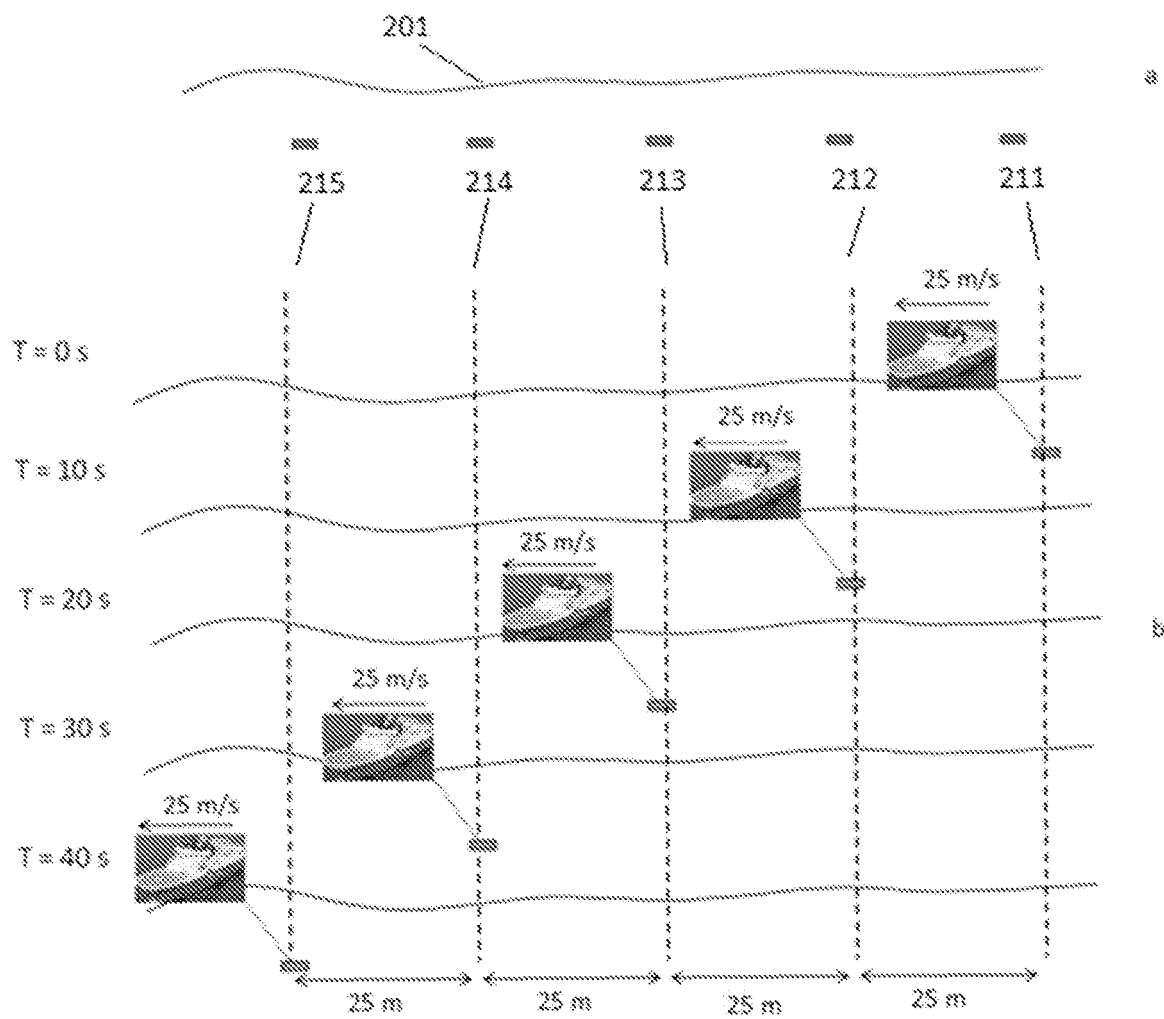 201
a
215 214 213 212 211
25 m/s
T = 0 s
25 m/s
T = 10 s
25 m/s
T = 20 s
b
25 m/s
T = 30 s
25 m/s
T = 40 s
25 m 25 m 25 m 25 m